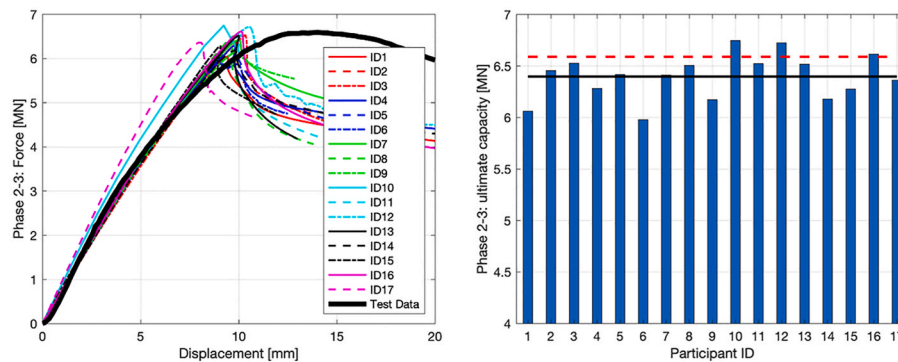 Phase 2-3: Force [MN]
7
6
5
4
3
2
1
0
0 5 10 15 20
Displacement [mm]
ID1
ID2
ID3
ID4
ID5
ID6
ID7
ID8
ID9
ID10
ID11
ID12
ID13
ID14
ID15
ID16
ID17
Test Data
Phase 2-3: ultimate capacity [MN]
7
6.5
6
5.5
5
4.5
4
1 2 3 4 5 6 7 8 9 10 11 12 13 14 15 16 17
Participant ID